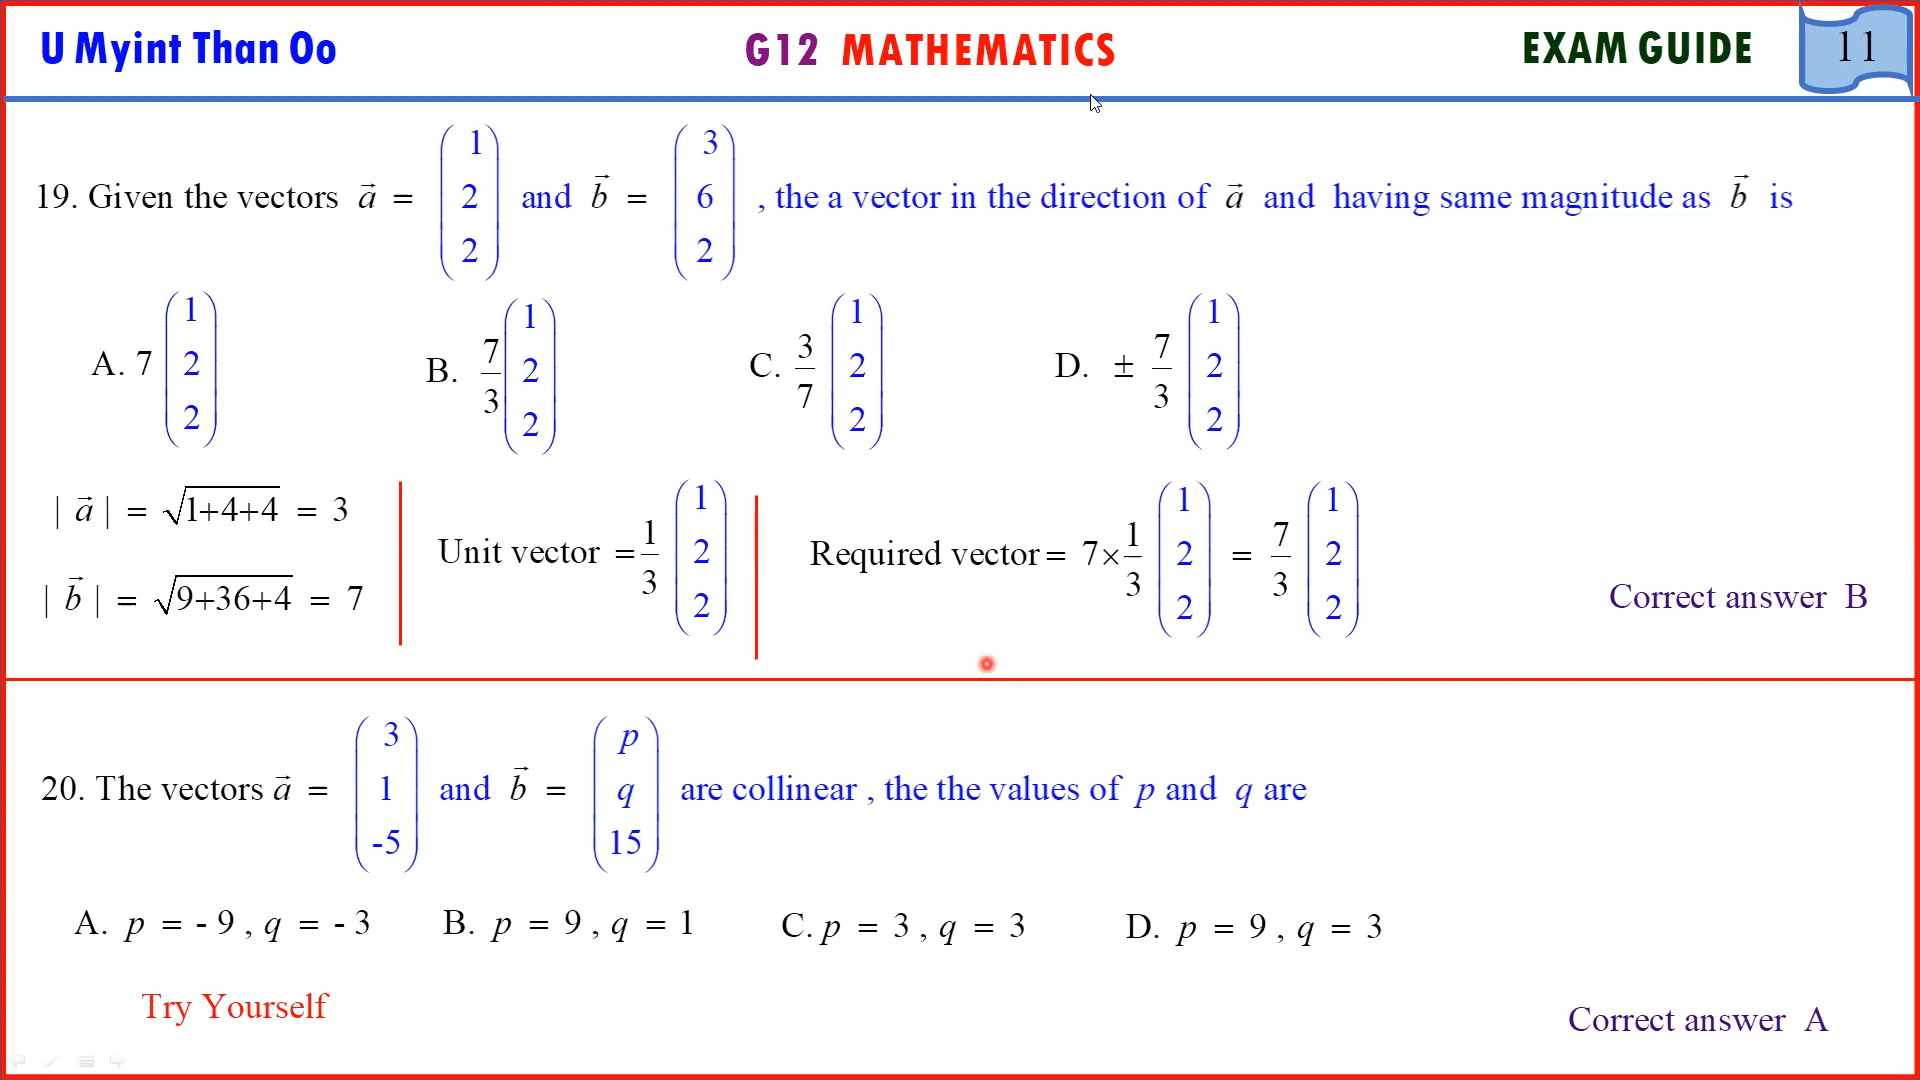 U Myint Than Oo G12 MATHEMATICS EXAM GUIDE 11
19. Given the vectors a⃗ = (1 2 2) and b⃗ = (3 6 2) , the a vector in the direction of a⃗ and having same magnitude as b⃗ is
A. 7 (1 2 2) B. 7/3 (1 2 2) C. 3/7 (1 2 2) D. ± 7/3 (1 2 2)
| a⃗ | = √1+4+4 = 3
| b⃗ | = √9+36+4 = 7
Unit vector = 1/3 (1 2 2)
Required vector = 7×1/3 (1 2 2) = 7/3 (1 2 2)
Correct answer B
20. The vectors a⃗ = (3 1 -5) and b⃗ = (p q 15) are collinear , the the values of p and q are
A. p = - 9 , q = - 3 B. p = 9 , q = 1 C. p = 3 , q = 3 D. p = 9 , q = 3
Try Yourself
Correct answer A